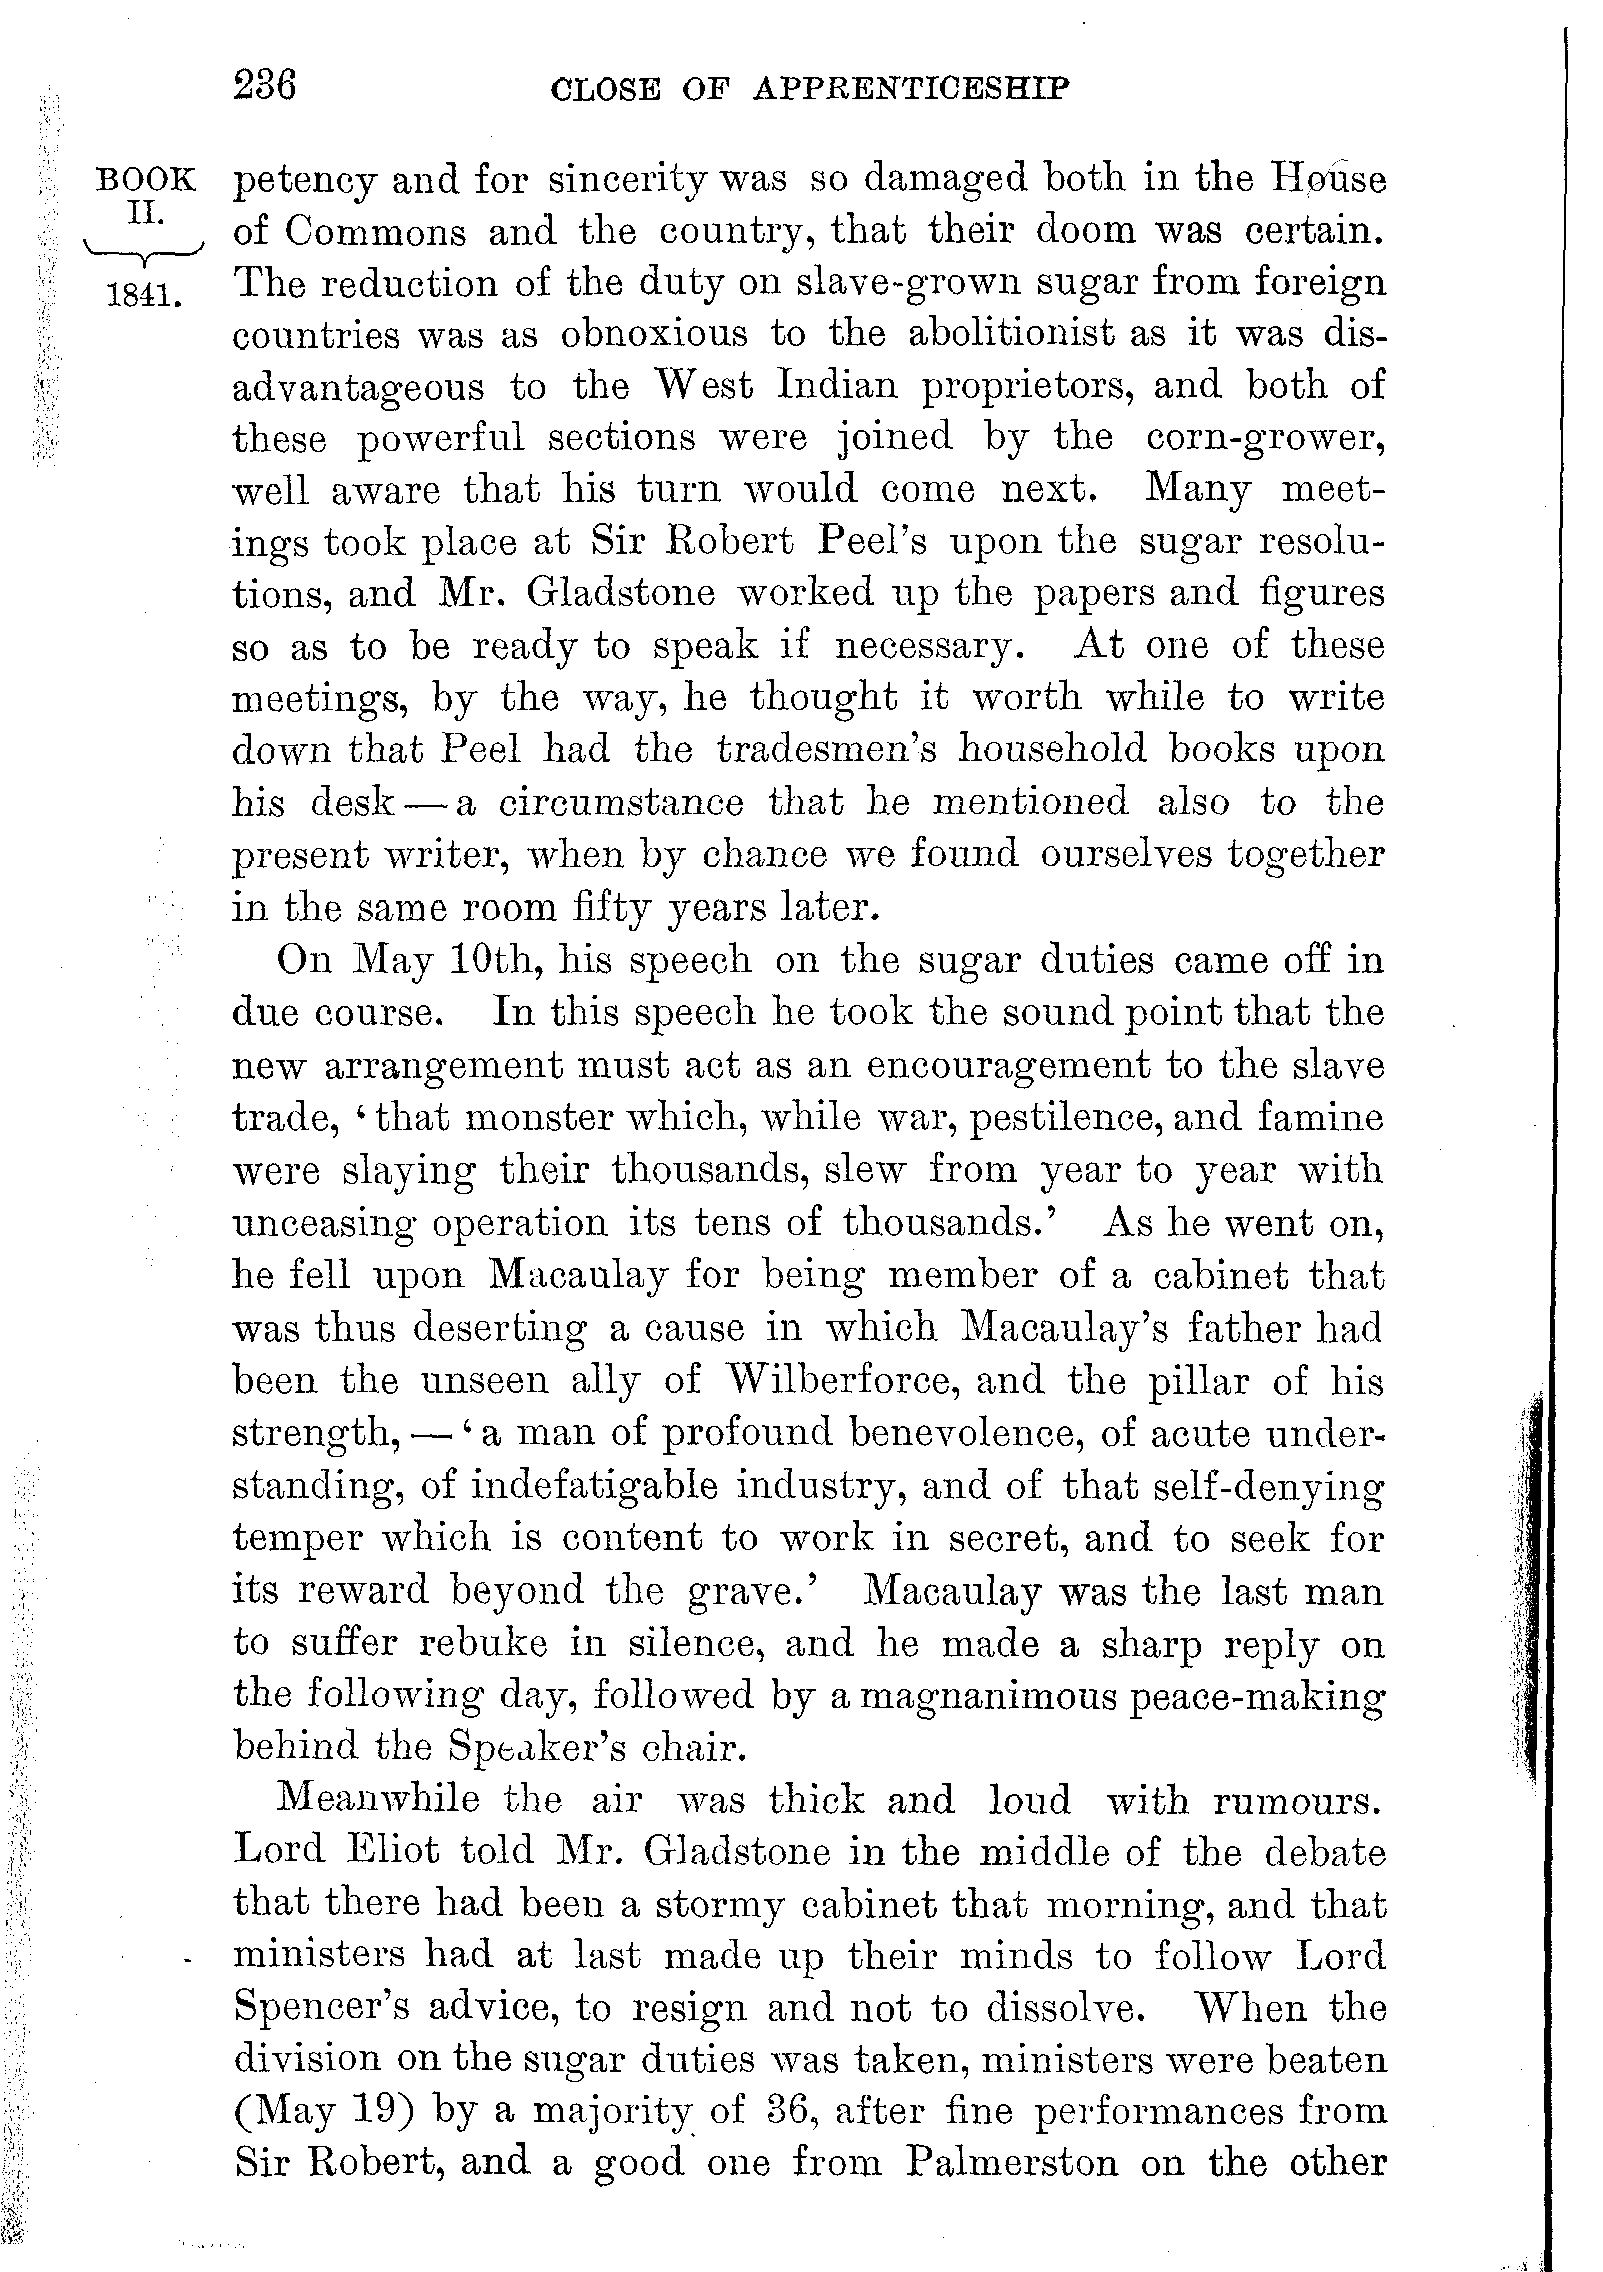 236 CLOSE OF APPRENTICESHIP
BOOK
II.
1841.
petency and for sincerity was so damaged both in the House
of Commons and the country, that their doom was certain.
The reduction of the duty on slave-grown sugar from foreign
countries was as obnoxious to the abolitionist as it was dis-
advantageous to the West Indian proprietors, and both of
these powerful sections were joined by the corn-grower,
well aware that his turn would come next. Many meet-
ings took place at Sir Robert Peel's upon the sugar resolu-
tions, and Mr. Gladstone worked up the papers and figures
so as to be ready to speak if necessary. At one of these
meetings, by the way, he thought it worth while to write
down that Peel had the tradesmen's household books upon
his desk — a circumstance that he mentioned also to the
present writer, when by chance we found ourselves together
in the same room fifty years later.
On May 10th, his speech on the sugar duties came off in
due course. In this speech he took the sound point that the
new arrangement must act as an encouragement to the slave
trade, 'that monster which, while war, pestilence, and famine
were slaying their thousands, slew from year to year with
unceasing operation its tens of thousands.' As he went on,
he fell upon Macaulay for being member of a cabinet that
was thus deserting a cause in which Macaulay's father had
been the unseen ally of Wilberforce, and the pillar of his
strength, — 'a man of profound benevolence, of acute under-
standing, of indefatigable industry, and of that self-denying
temper which is content to work in secret, and to seek for
its reward beyond the grave.' Macaulay was the last man
to suffer rebuke in silence, and he made a sharp reply on
the following day, followed by a magnanimous peace-making
behind the Speaker's chair.
Meanwhile the air was thick and loud with rumours.
Lord Eliot told Mr. Gladstone in the middle of the debate
that there had been a stormy cabinet that morning, and that
ministers had at last made up their minds to follow Lord
Spencer's advice, to resign and not to dissolve. When the
division on the sugar duties was taken, ministers were beaten
(May 19) by a majority of 36, after fine performances from
Sir Robert, and a good one from Palmerston on the other